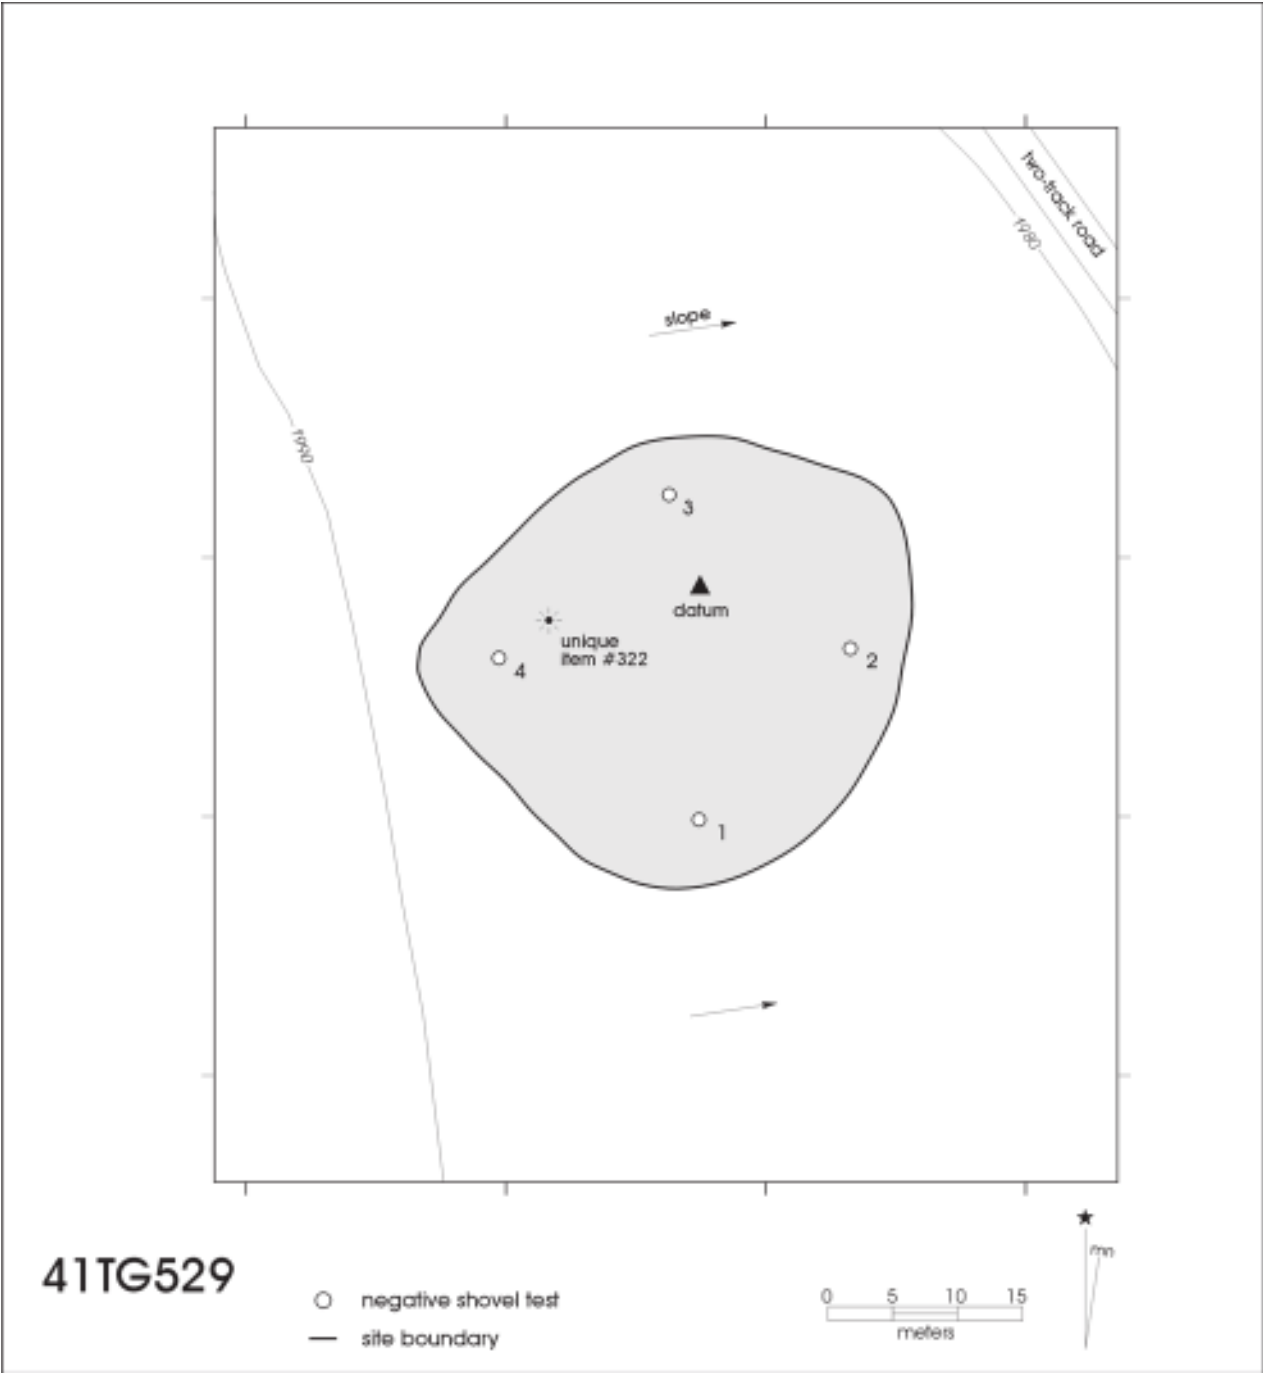 two-track road
1980
slope
1990
3
datum
unique
item #322
4
2
1
mn
41TG529
negative shovel test
site boundary
0 5 10 15
meters